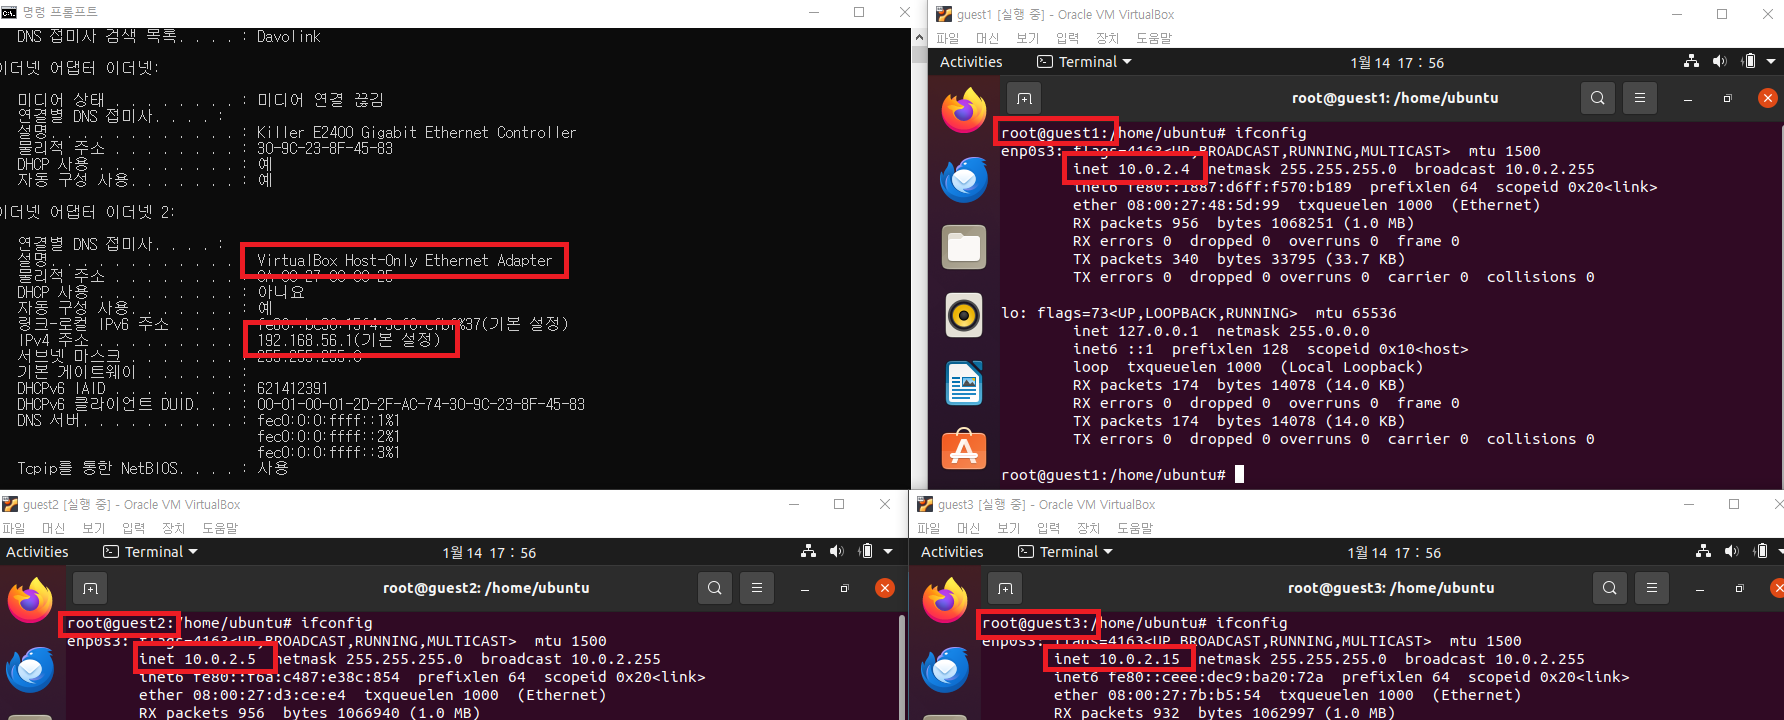 명령 프롬프트
DNS 접미사 검색 목록. . . . : Davolink
이더넷 어댑터 이더넷:
미디어 상태 . . . . . . . . : 미디어 연결 끊김
연결별 DNS 접미사. . . . :
설명. . . . . . . . . . . . : Killer E2400 Gigabit Ethernet Controller
물리적 주소 . . . . . . . . : 30-9C-23-8F-45-83
DHCP 사용 . . . . . . . . . : 예
자동 구성 사용. . . . . . . : 예
이더넷 어댑터 이더넷 2:
연결별 DNS 접미사. . . . :
설명. . . . . . . . . . . . VirtualBox Host-Only Ethernet Adapter
물리적 주소 . . . . . . . . : 0A-00-27-00-00-25
DHCP 사용 . . . . . . . . . : 아니요
자동 구성 사용. . . . . . . : 예
링크-로컬 IPv6 주소 . . . . (기본 설정)
IPv4 주소 . . . . . . . . . 192.168.56.1(기본 설정)
서브넷 마스크 . . . . . . . : 255.255.255.0
기본 게이트웨이 . . . . . . :
DHCPv6 IAID . . . . . . . . : 621412391
DHCPv6 클라이언트 DUID. . . : 00-01-00-01-2D-2F-AC-74-30-9C-23-8F-45-83
DNS 서버. . . . . . . . . . : fec0:0:0:ffff::1%1
fec0:0:0:ffff::2%1
fec0:0:0:ffff::3%1
Tcpip를 통한 NetBIOS. . . . : 사용
guest1 [실행 중] - Oracle VM VirtualBox
파일 머신 보기 입력 장치 도움말
Activities Terminal 1월 14 17 : 56
root@guest1: /home/ubuntu
root@guest1:/home/ubuntu# ifconfig
enp0s3: flags=4163<UP,BROADCAST,RUNNING,MULTICAST> mtu 1500
inet 10.0.2.4 netmask 255.255.255.0 broadcast 10.0.2.255
inet6 fe80::1887:d6ff:f570:b189 prefixlen 64 scopeid 0x20<link>
ether 08:00:27:48:5d:99 txqueuelen 1000 (Ethernet)
RX packets 956 bytes 1068251 (1.0 MB)
RX errors 0 dropped 0 overruns 0 frame 0
TX packets 340 bytes 33795 (33.7 KB)
TX errors 0 dropped 0 overruns 0 carrier 0 collisions 0
lo: flags=73<UP,LOOPBACK,RUNNING> mtu 65536
inet 127.0.0.1 netmask 255.0.0.0
inet6 ::1 prefixlen 128 scopeid 0x10<host>
loop txqueuelen 1000 (Local Loopback)
RX packets 174 bytes 14078 (14.0 KB)
RX errors 0 dropped 0 overruns 0 frame 0
TX packets 174 bytes 14078 (14.0 KB)
TX errors 0 dropped 0 overruns 0 carrier 0 collisions 0
root@guest1:/home/ubuntu#
guest2 [실행 중] - Oracle VM VirtualBox
파일 머신 보기 입력 장치 도움말
Activities Terminal 1월 14 17 : 56
root@guest2: /home/ubuntu
root@guest2:/home/ubuntu# ifconfig
enp0s3: flags=4163<UP,BROADCAST,RUNNING,MULTICAST> mtu 1500
inet 10.0.2.5 netmask 255.255.255.0 broadcast 10.0.2.255
inet6 fe80::f6a:c487:e38c:854 prefixlen 64 scopeid 0x20<link>
ether 08:00:27:d3:ce:e4 txqueuelen 1000 (Ethernet)
RX packets 956 bytes 1066940 (1.0 MB)
guest3 [실행 중] - Oracle VM VirtualBox
파일 머신 보기 입력 장치 도움말
Activities Terminal 1월 14 17 : 56
root@guest3: /home/ubuntu
root@guest3:/home/ubuntu# ifconfig
enp0s3: flags=4163<UP,BROADCAST,RUNNING,MULTICAST> mtu 1500
inet 10.0.2.15 netmask 255.255.255.0 broadcast 10.0.2.255
inet6 fe80::ceee:dec9:ba20:72a prefixlen 64 scopeid 0x20<link>
ether 08:00:27:7b:b5:54 txqueuelen 1000 (Ethernet)
RX packets 932 bytes 1062997 (1.0 MB)